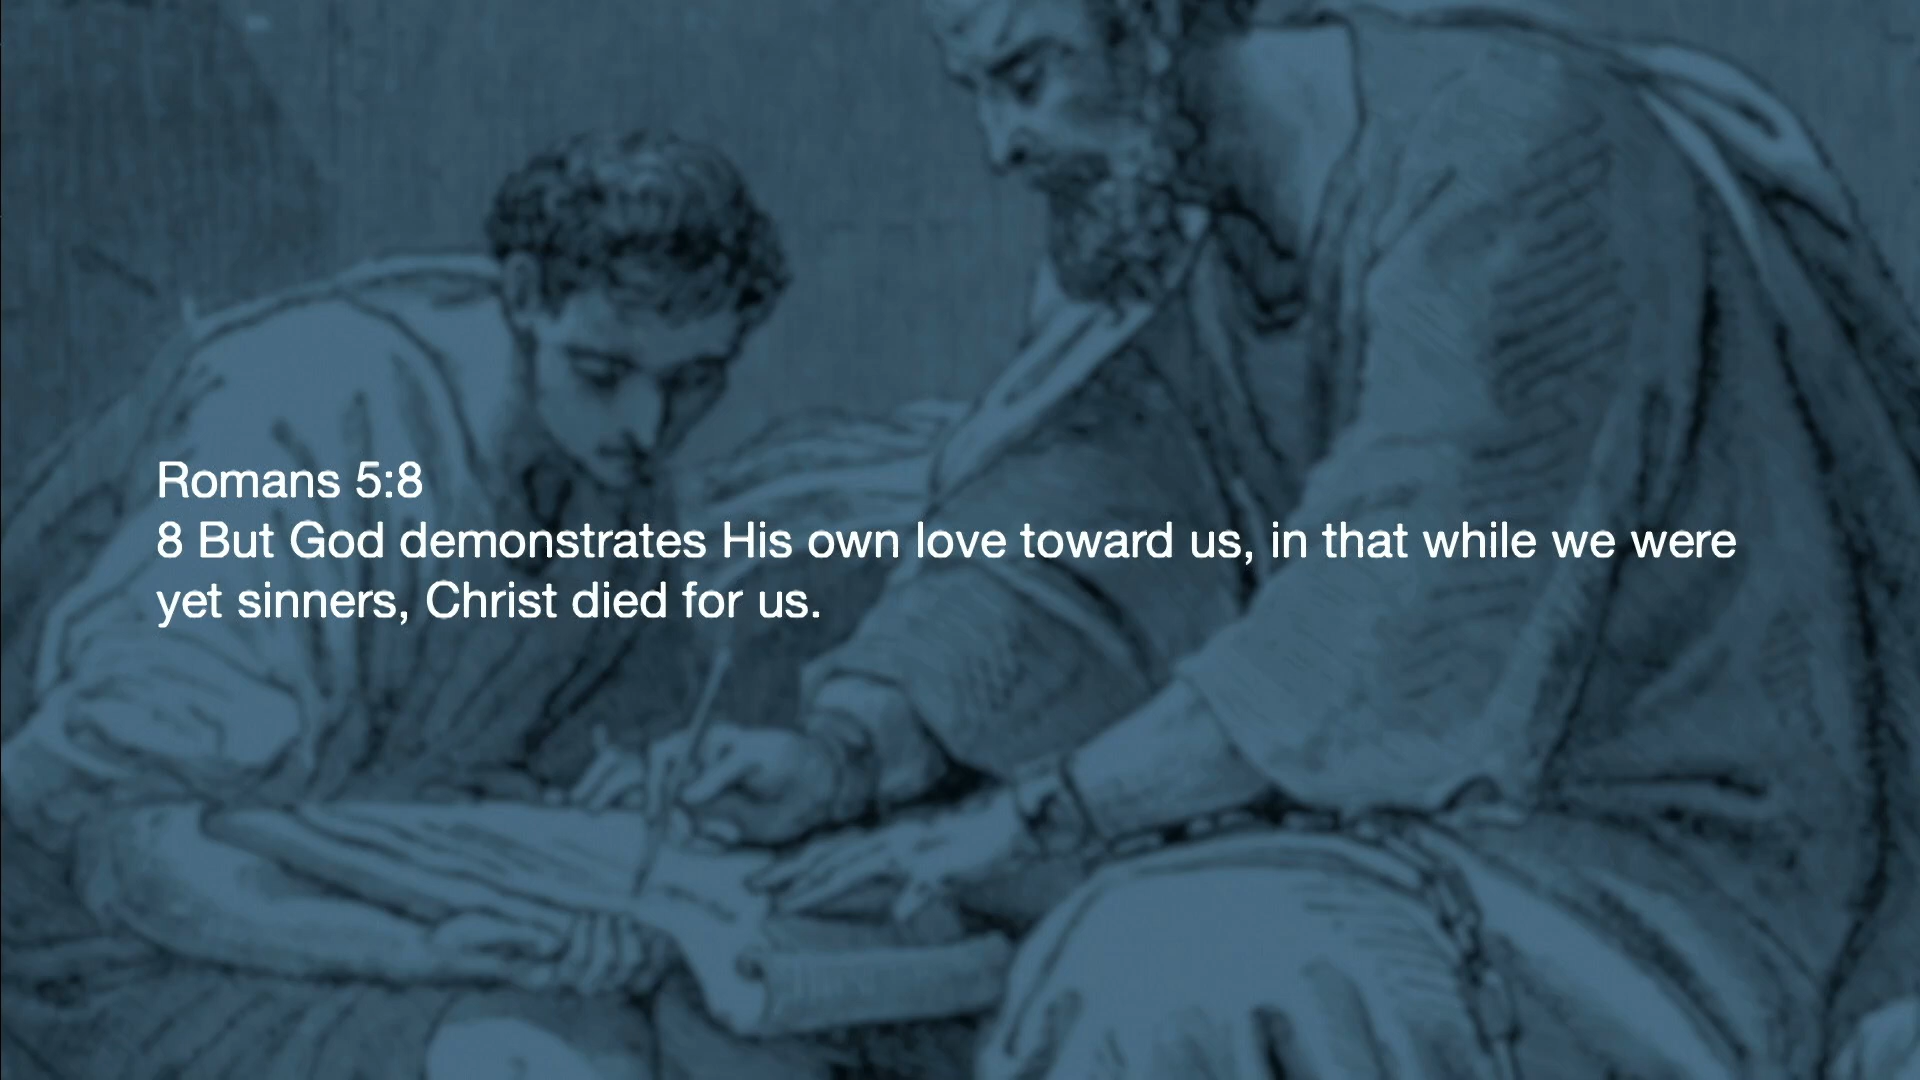 Romans 5:8
8 But God demonstrates His own love toward us, in that while we were
yet sinners, Christ died for us.